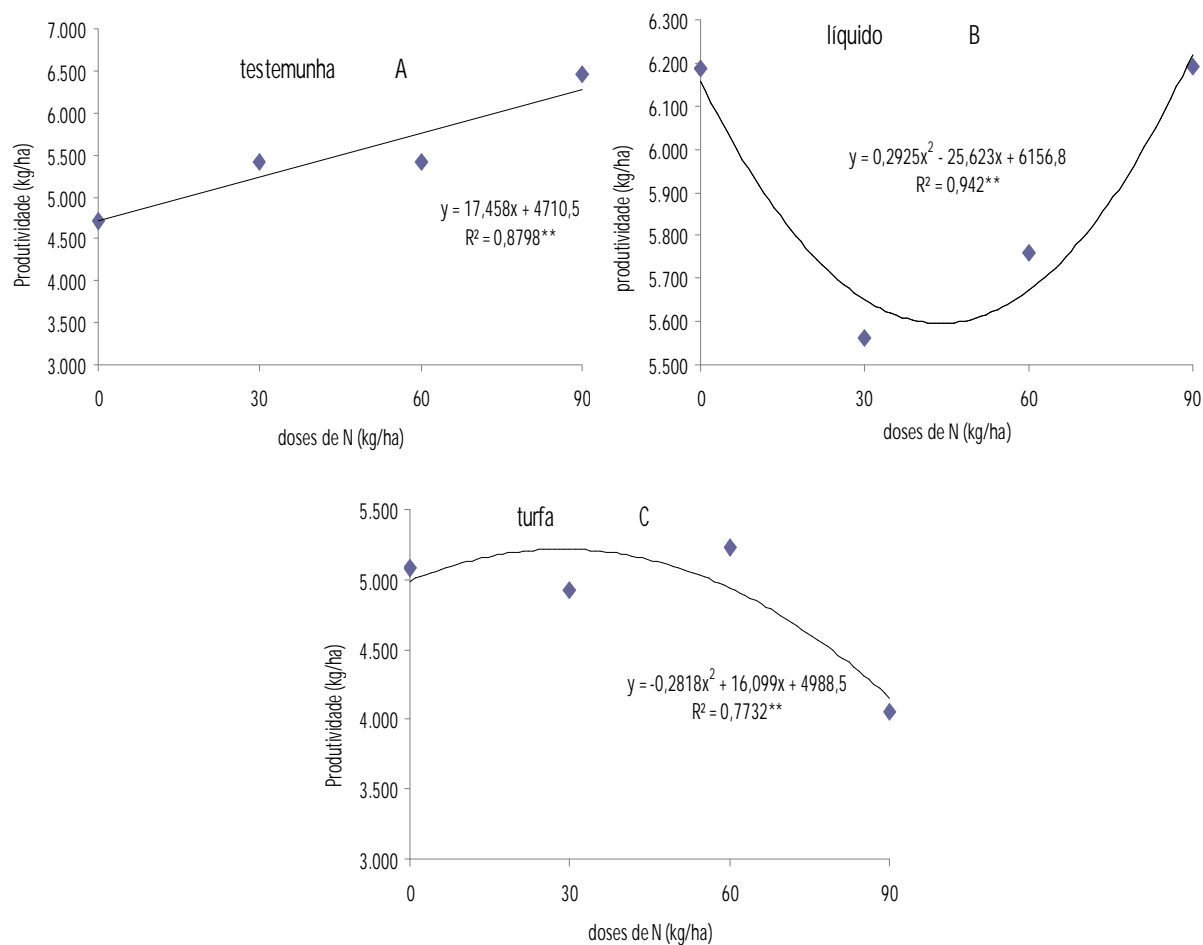 testemunha A
Produtividade (kg/ha)
7.000
6.500
6.000
5.500
5.000
4.500
4.000
3.500
3.000
y = 17,458x + 4710,5
R² = 0,8798**
0 30 60 90
doses de N (kg/ha)
líquido B
produtividade (kg/ha)
6.300
6.200
6.100
6.000
5.900
5.800
5.700
5.600
5.500
y = 0,2925x² - 25,623x + 6156,8
R² = 0,942**
0 30 60 90
doses de N (kg/ha)
turfa C
Produtividade (kg/ha)
5.500
5.000
4.500
4.000
3.500
3.000
y = -0,2818x² + 16,099x + 4988,5
R² = 0,7732**
0 30 60 90
doses de N (kg/ha)